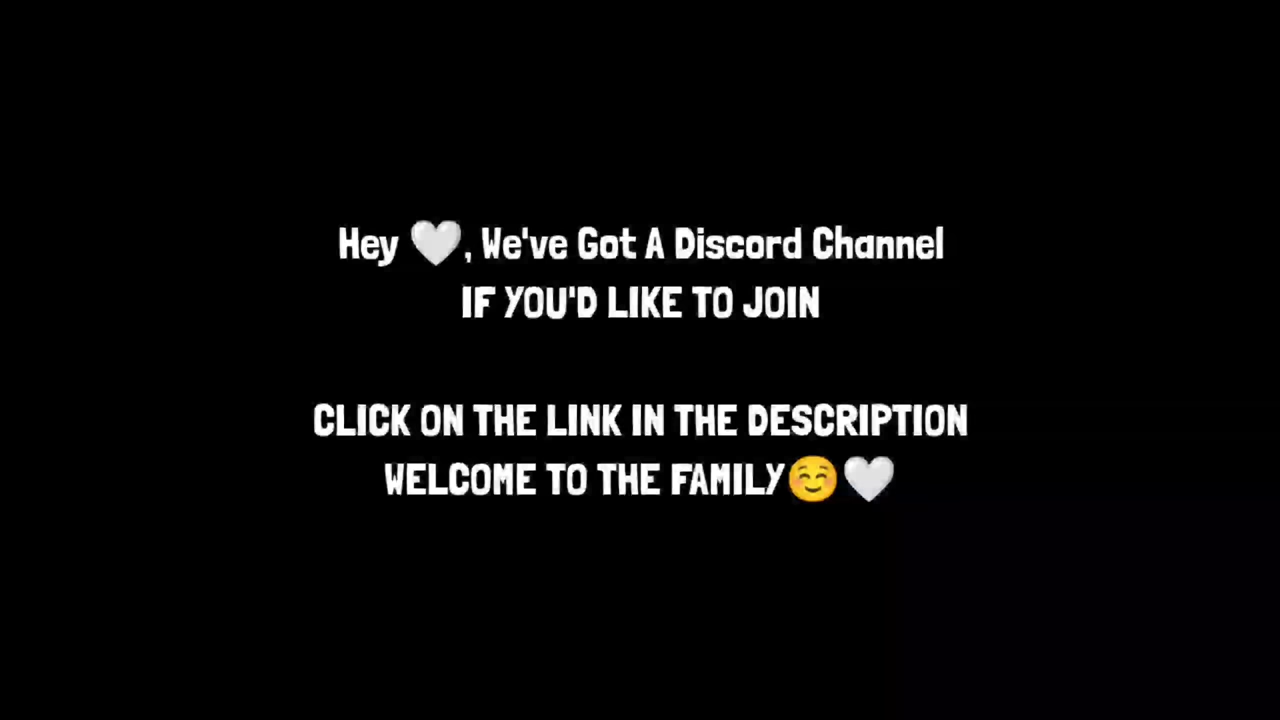 Hey 🤍, We've Got A Discord Channel
IF YOU'D LIKE TO JOIN
CLICK ON THE LINK IN THE DESCRIPTION
WELCOME TO THE FAMILY☺️🤍